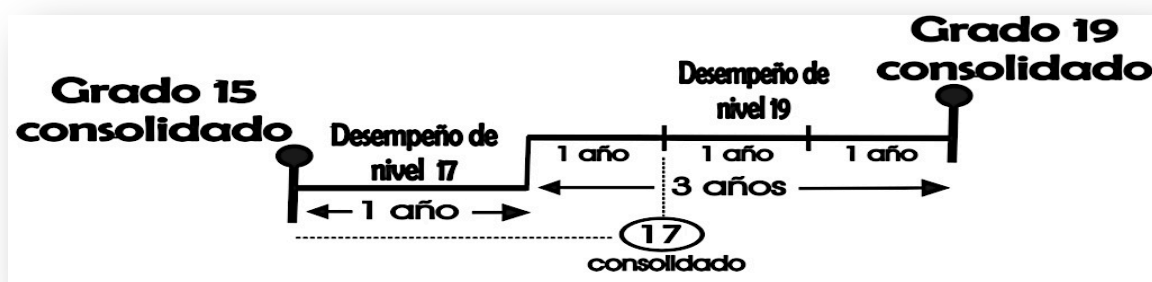 Grado 15
consolidado
Desempeño de
nivel 17
1 año
1 año
1 año
1 año
3 años
Desempeño de
nivel 19
Grado 19
consolidado
17
consolidado